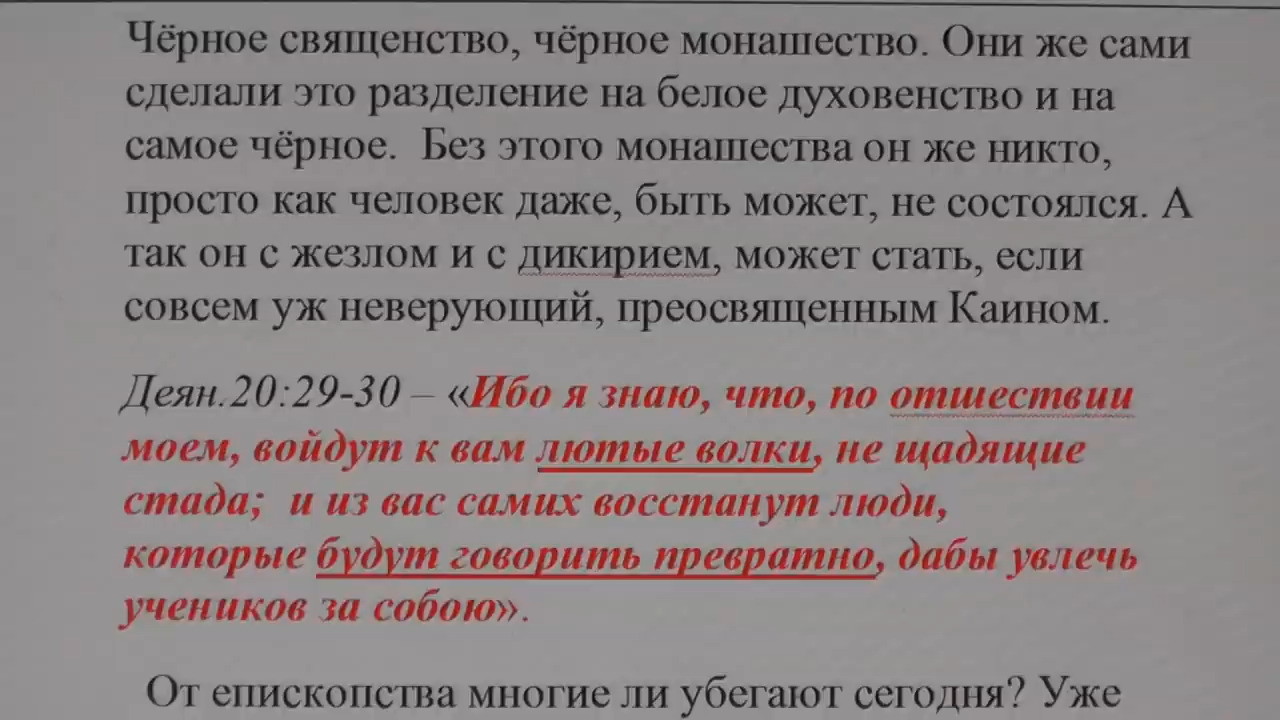 Чёрное священство, чёрное монашество. Они же сами
сделали это разделение на белое духовенство и на
самое чёрное.  Без этого монашества он же никто,
просто как человек даже, быть может, не состоялся. А
так он с жезлом и с дикирием, может стать, если
совсем уж неверующий, преосвященным Каином.
Деян.20:29-30 – «Ибо я знаю, что, по отшествии
моем, войдут к вам лютые волки, не щадящие
стада;  и из вас самих восстанут люди,
которые будут говорить превратно, дабы увлечь
учеников за собою».
От епископства многие ли убегают сегодня? Уже